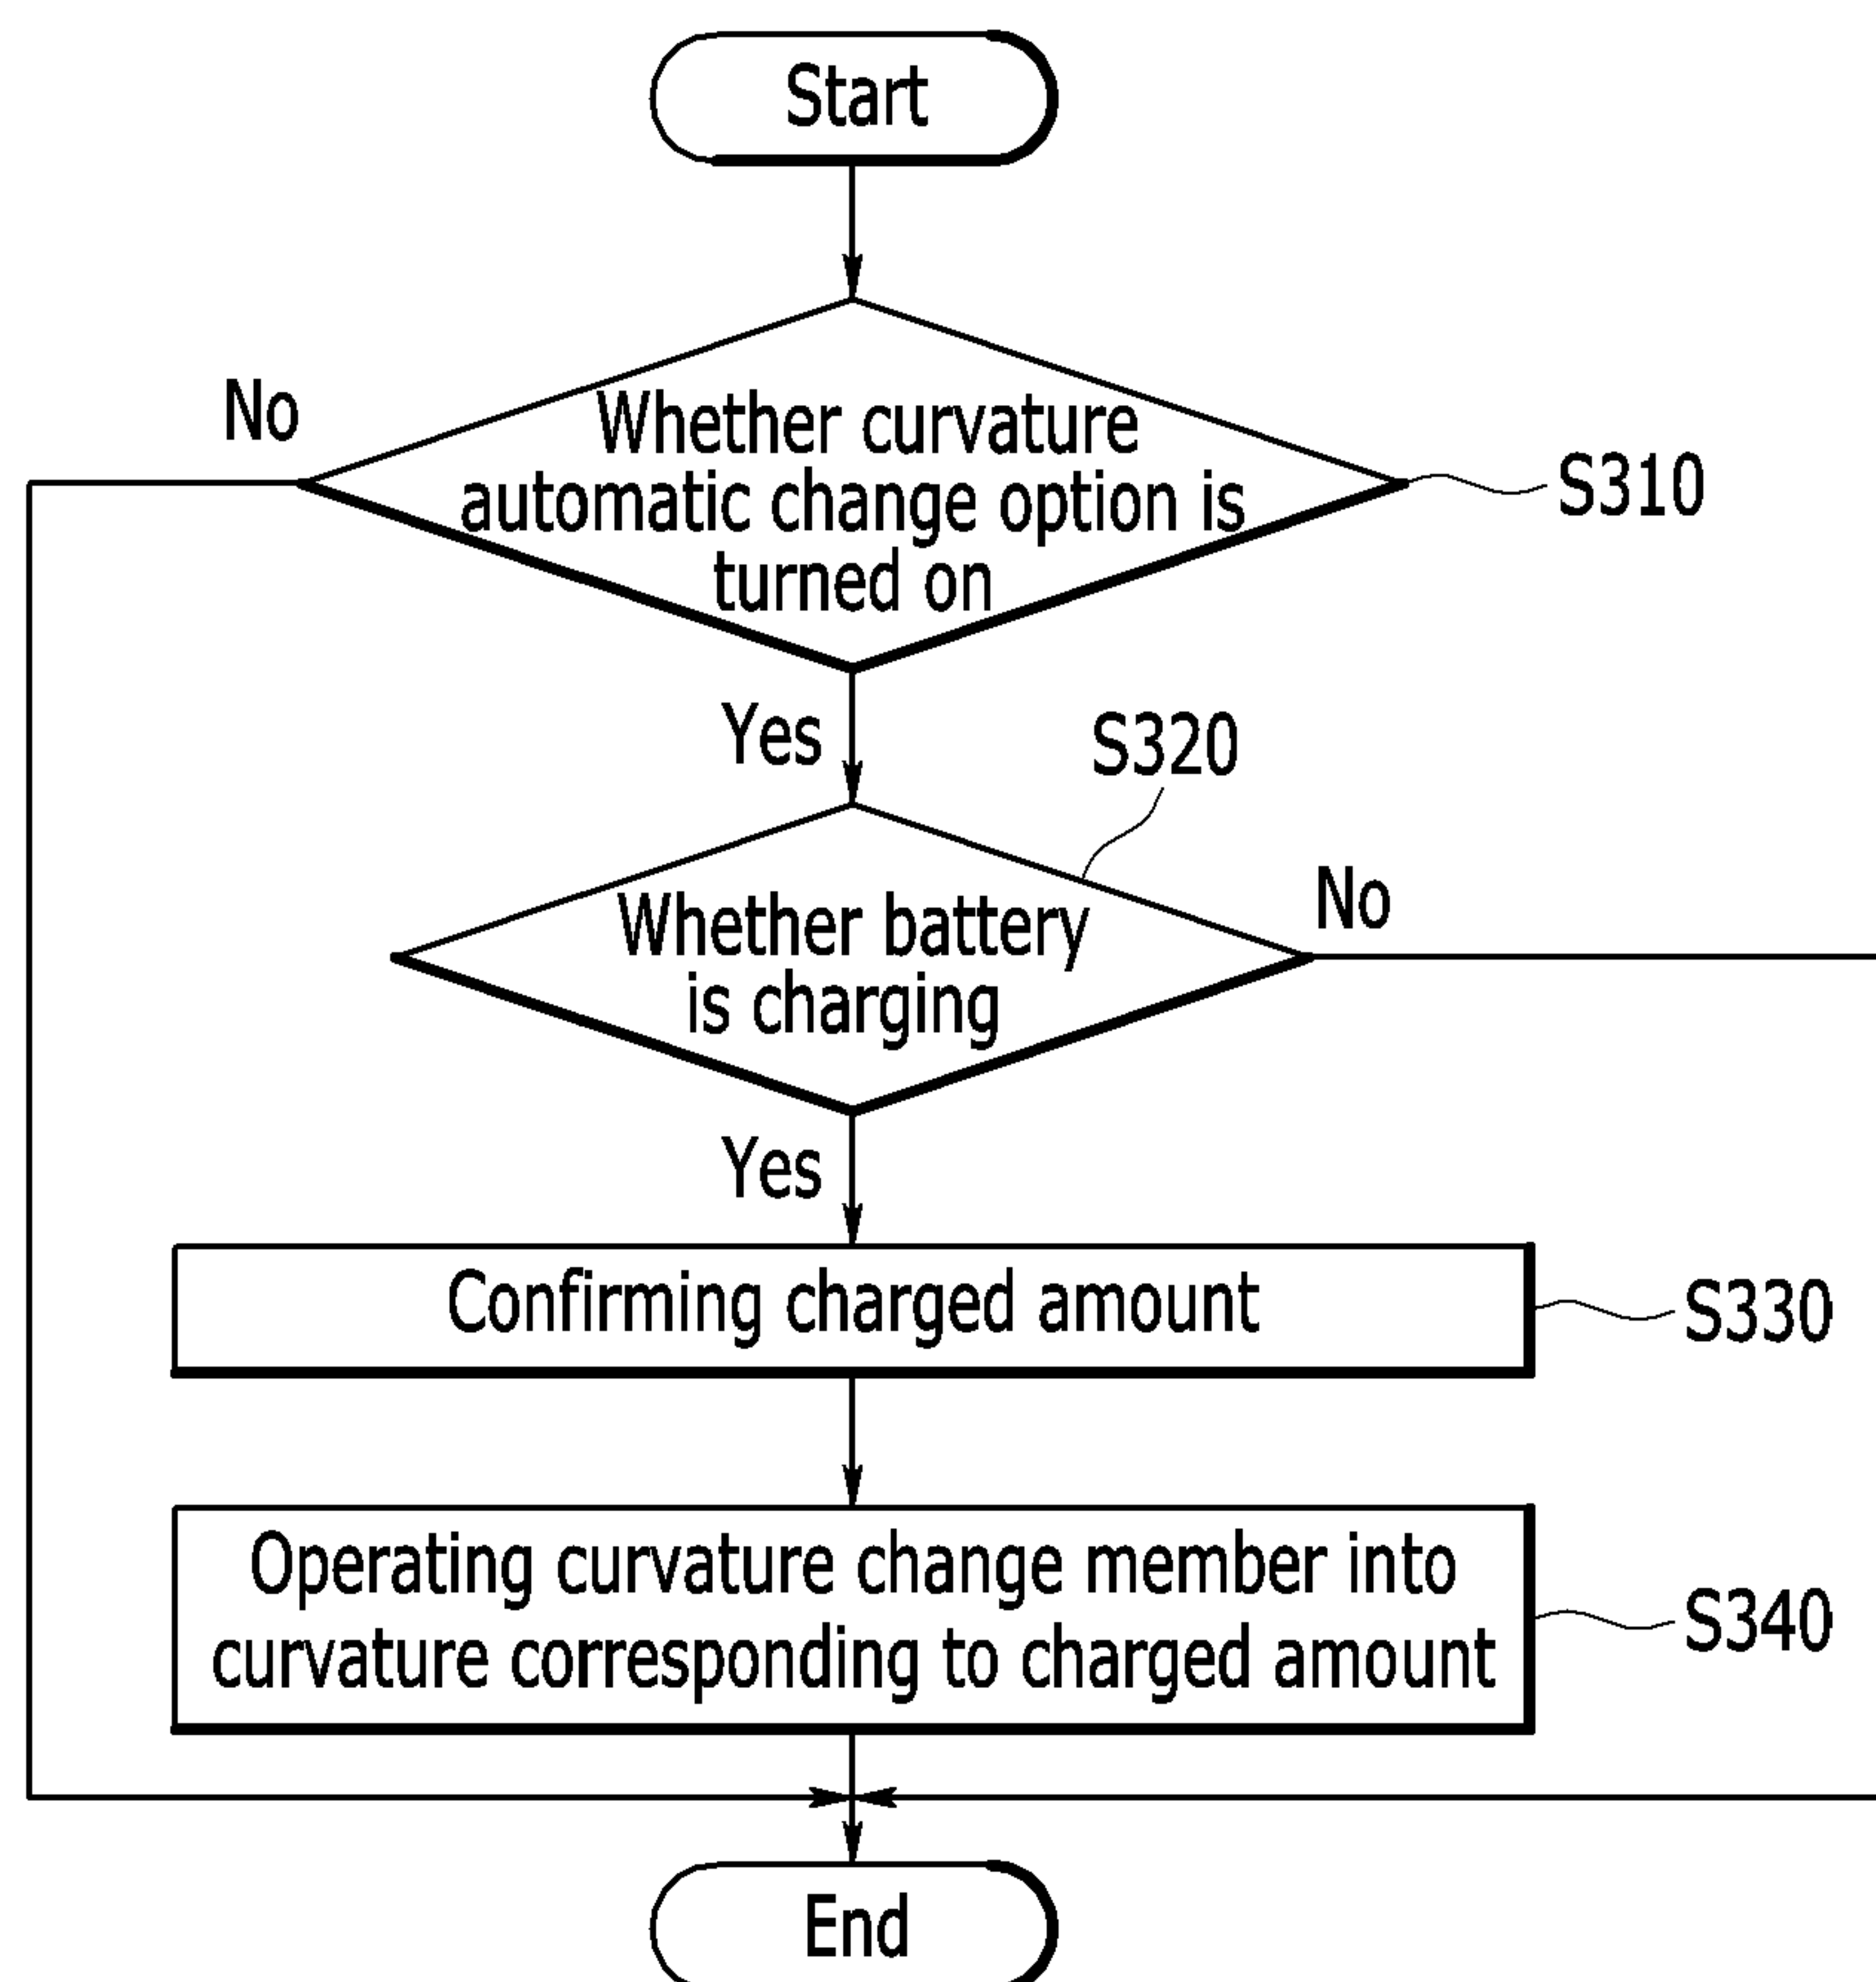 Start
No
Whether curvature
automatic change option is
turned on
S310
Yes
S320
Whether battery
is charging
No
Yes
Confirming charged amount
S330
Operating curvature change member into
curvature corresponding to charged amount
S340
End